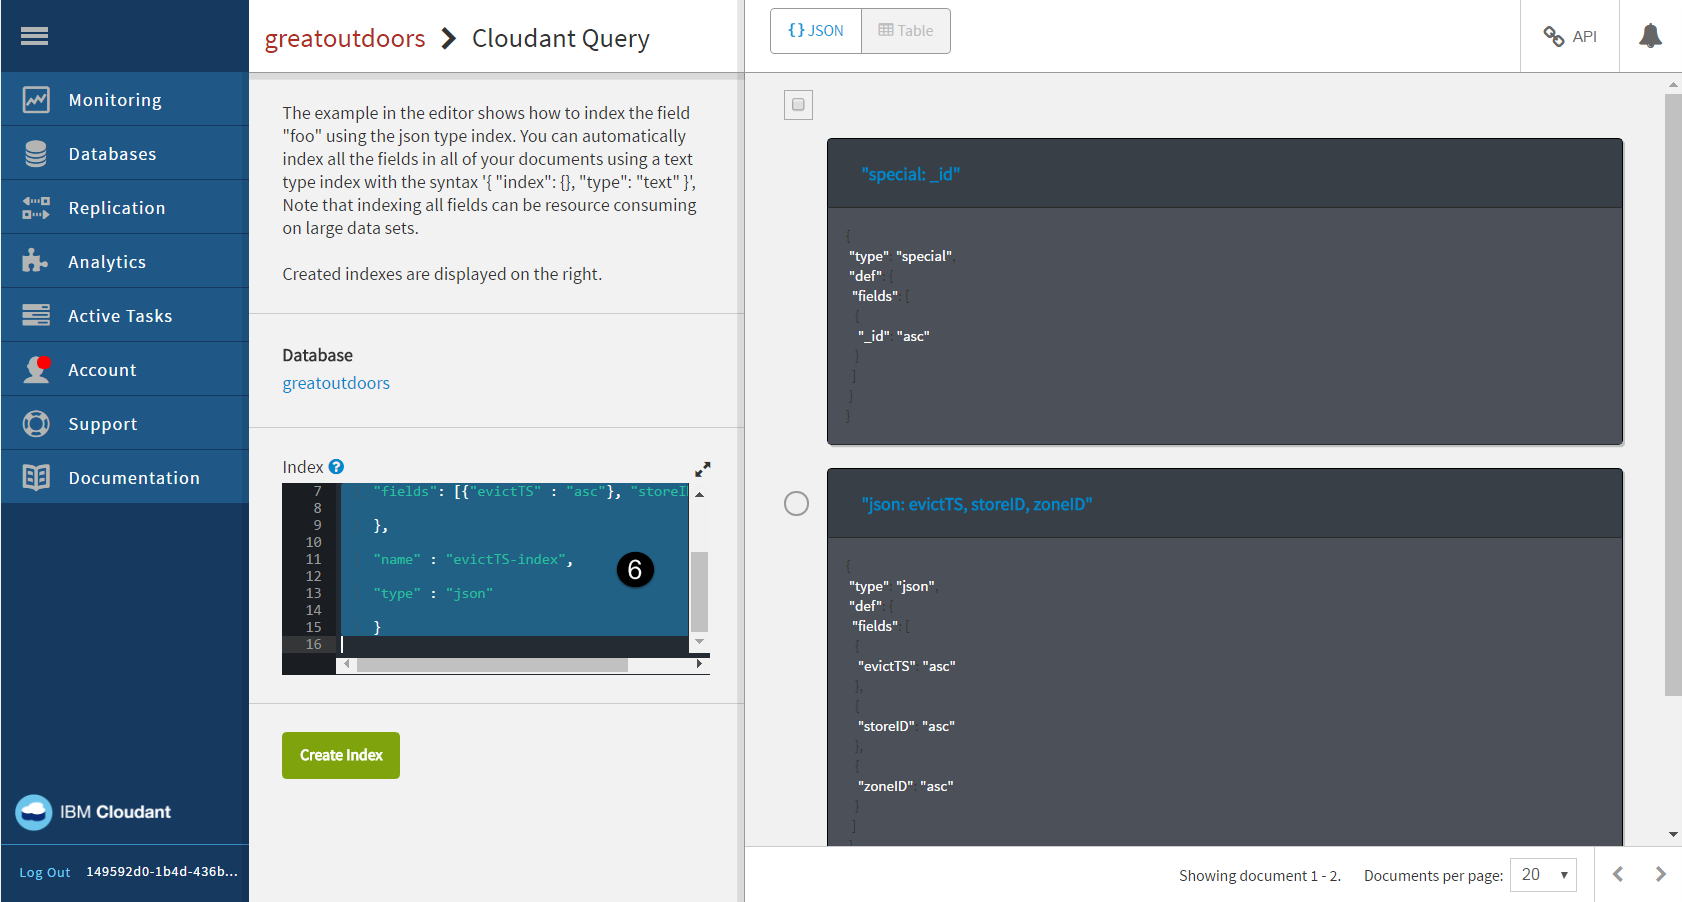 greatoutdoors > Cloudant Query
{} JSON
Table
API
Monitoring
Databases
Replication
Analytics
Active Tasks
Account
Support
Documentation
IBM Cloudant
Log Out 149592d0-1b4d-436b...
The example in the editor shows how to index the field
"foo" using the json type index. You can automatically
index all the fields in all of your documents using a text
type index with the syntax '{ "index": {}, "type": "text" }',
Note that indexing all fields can be resource consuming
on large data sets.
Created indexes are displayed on the right.
Database
greatoutdoors
Index ?
7 "fields": [{"evictTS" : "asc"}, "storeI
8
9 },
10
11 "name" : "evictTS-index",
12
13 "type" : "json"
14
15 }
16
6
Create Index
"special: _id"
{
"type": "special",
"def": {
"fields": [
{
"_id": "asc"
}
]
}
}
"json: evictTS, storeID, zoneID"
{
"type": "json",
"def": {
"fields": [
{
"evictTS": "asc"
},
{
"storeID": "asc"
},
{
"zoneID": "asc"
}
]
}
Showing document 1 - 2.
Documents per page: 20